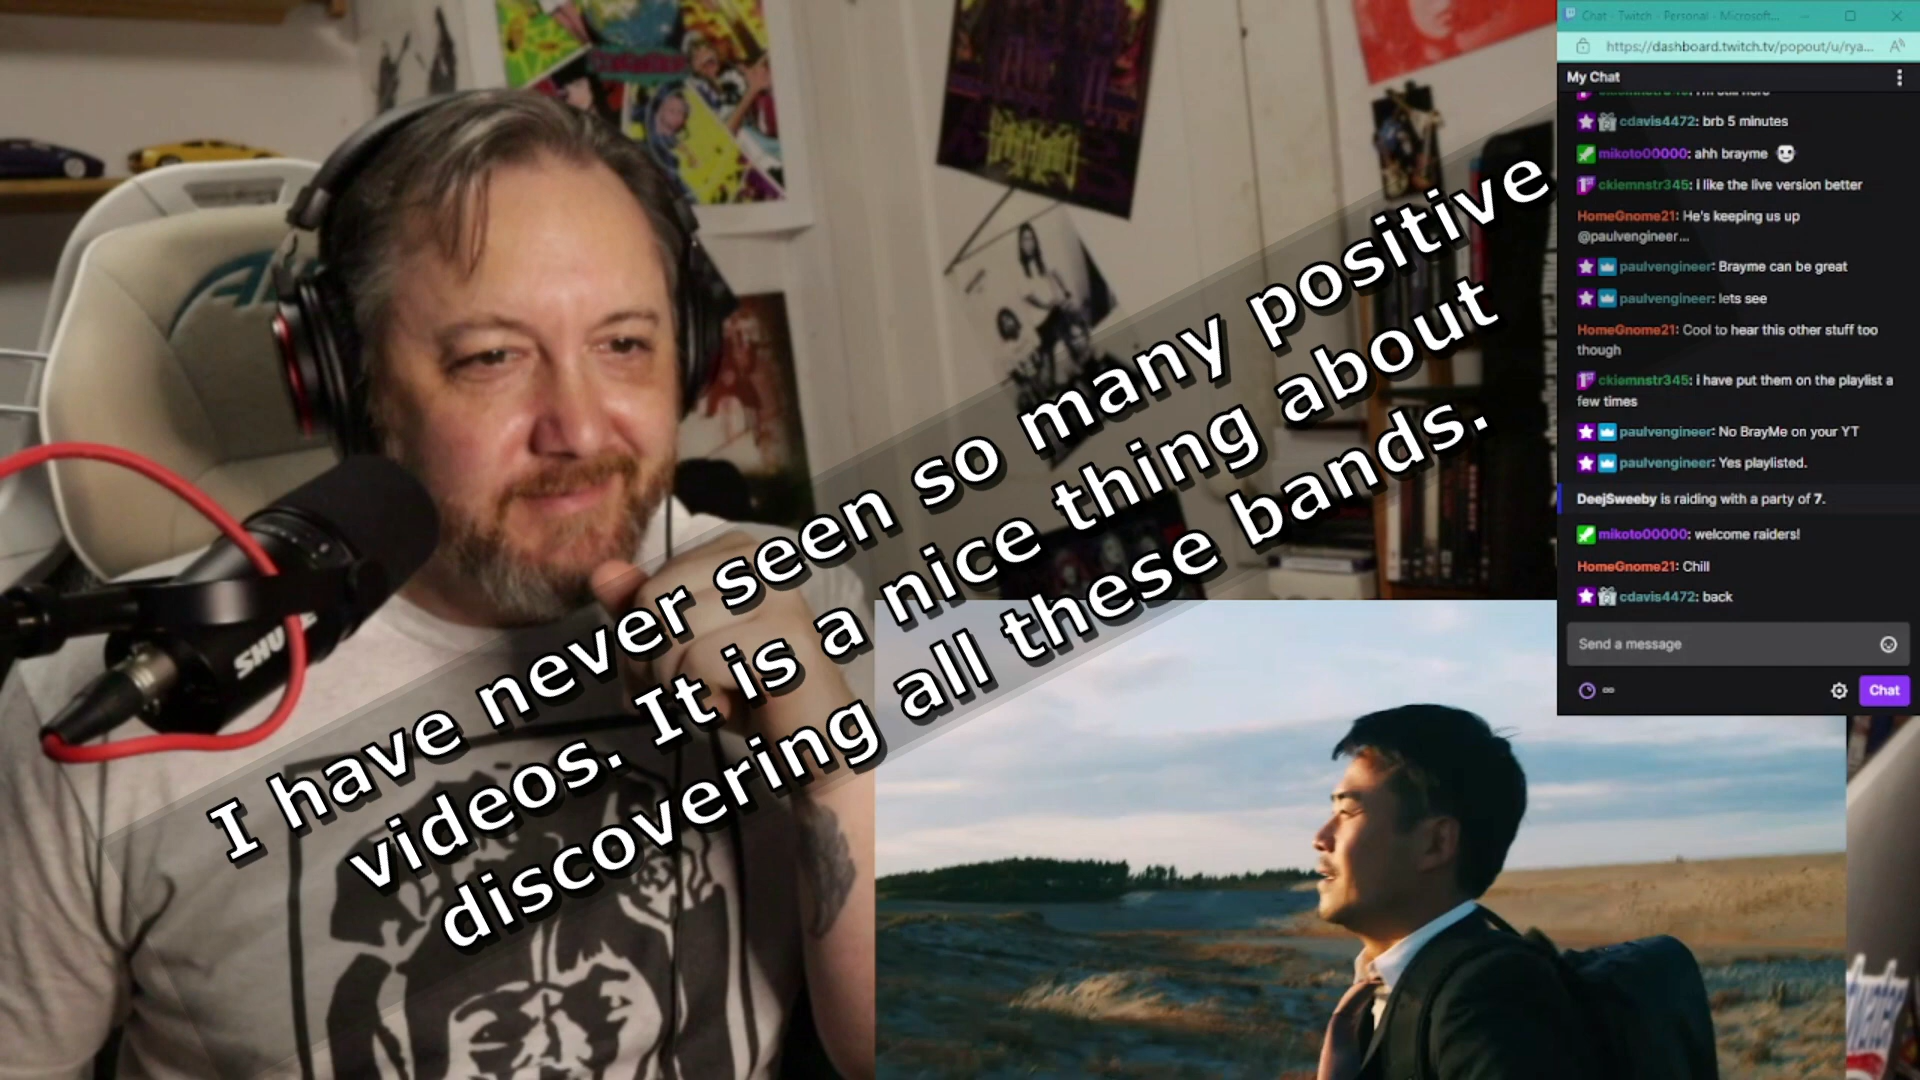 I have never seen so many positive
videos. It is a nice thing about
discovering all these bands.
SHURE
Chat - Twitch - Personal - Microsoft...
https://dashboard.twitch.tv/popout/u/rya...
My Chat
cdavis4472: brb 5 minutes
mikoto00000: ahh brayme
ckiemnstr345: i like the live version better
HomeGnome21: He's keeping us up
@paulvengineer...
paulvengineer: Brayme can be great
paulvengineer: lets see
HomeGnome21: Cool to hear this other stuff too
though
ckiemnstr345: i have put them on the playlist a
few times
paulvengineer: No BrayMe on your YT
paulvengineer: Yes playlisted.
DeejSweeby is raiding with a party of 7.
mikoto00000: welcome raiders!
HomeGnome21: Chill
cdavis4472: back
Send a message
Chat